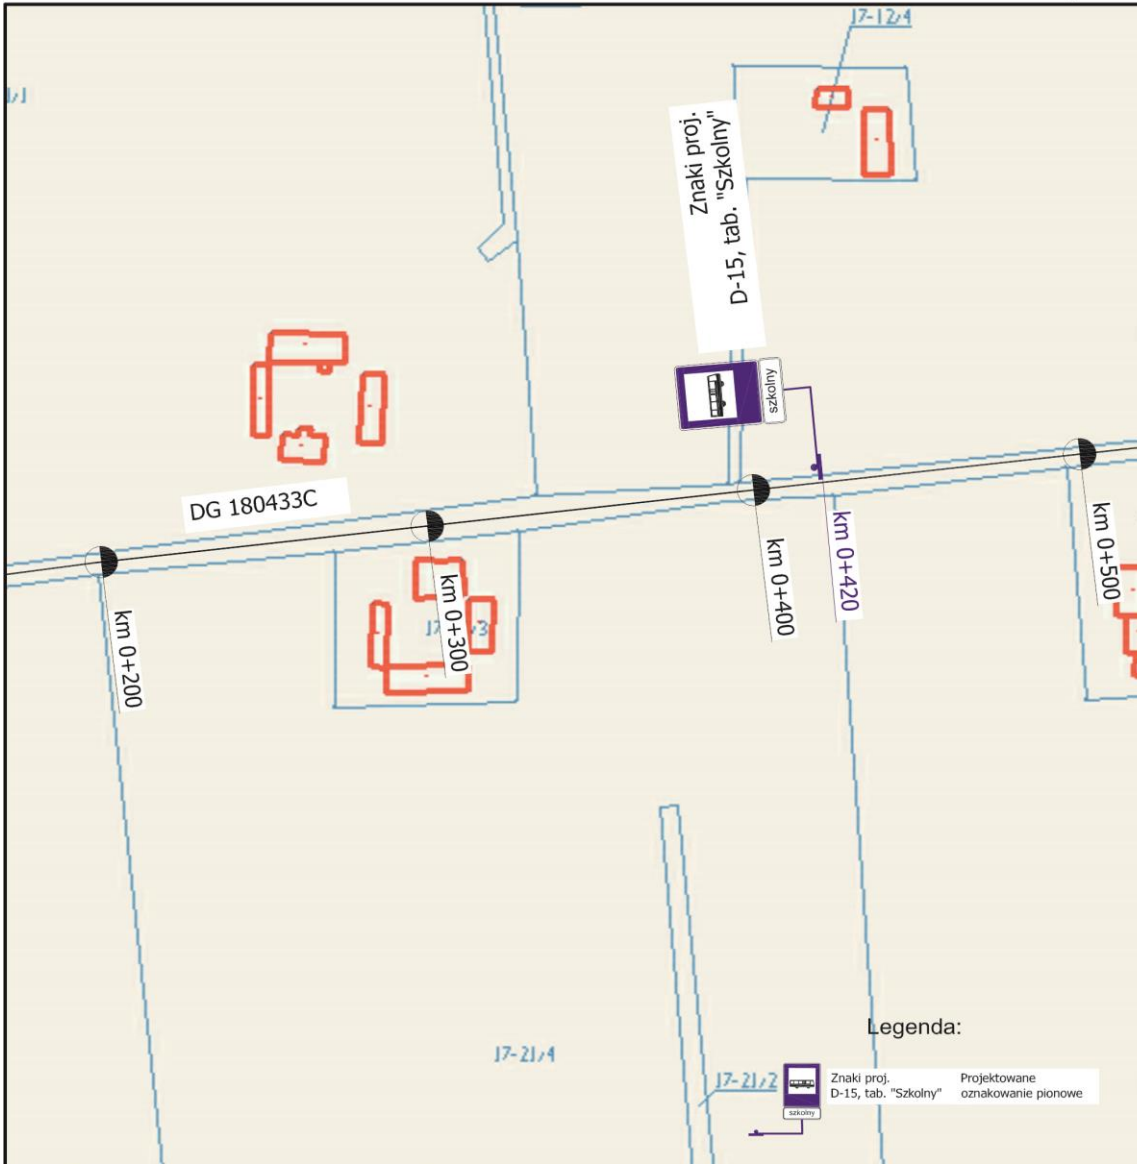 17-12/4
Znaki proj.
D-15, tab. "Szkolny"
szkolny
DG 180433C
km 0+200
km 0+300
km 0+400
km 0+420
km 0+500
17-21/4
17-21/2
Legenda:
Znaki proj.
D-15, tab. "Szkolny"
Projektowane
oznakowanie pionowe
szkolny